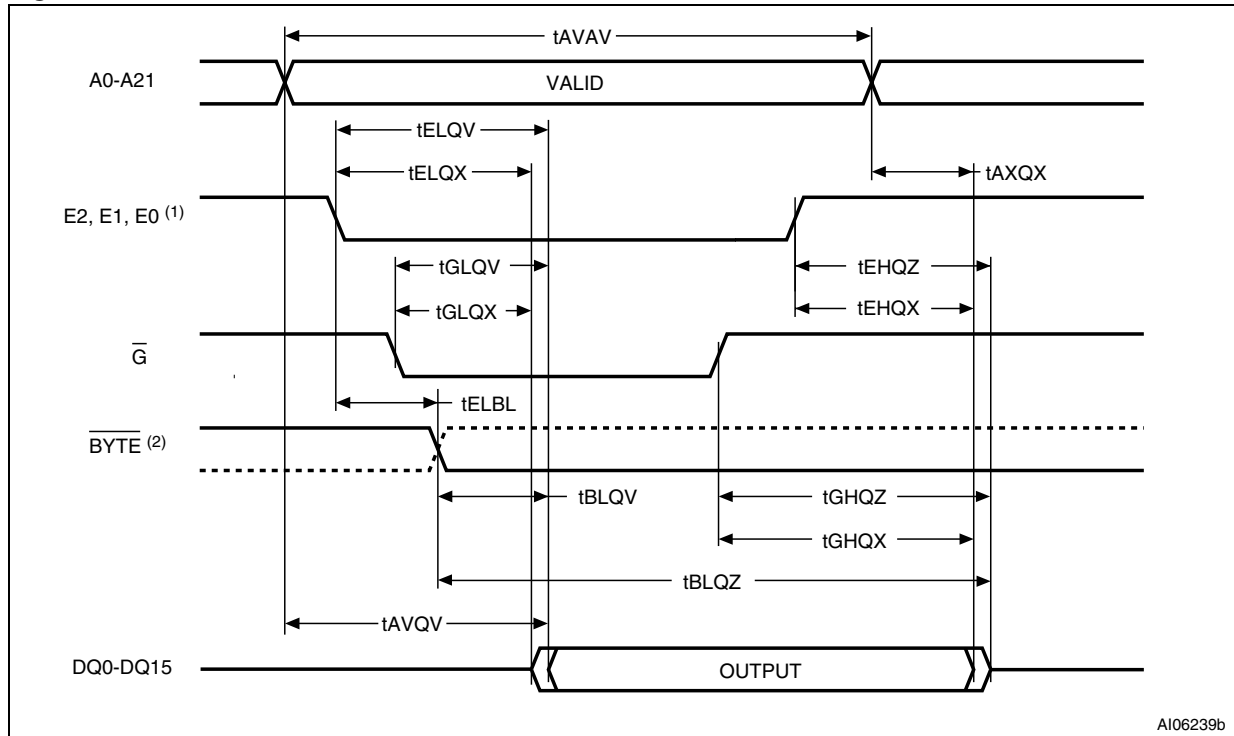 tAVAV
A0-A21
VALID
tELQV
tELQX
tAXQX
E2, E1, E0 (1)
tGLQV
tEHQZ
tGLQX
tEHQX
G
tELBL
BYTE (2)
tBLQV
tGHQZ
tGHQX
tBLQZ
tAVQV
DQ0-DQ15
OUTPUT
AI06239b